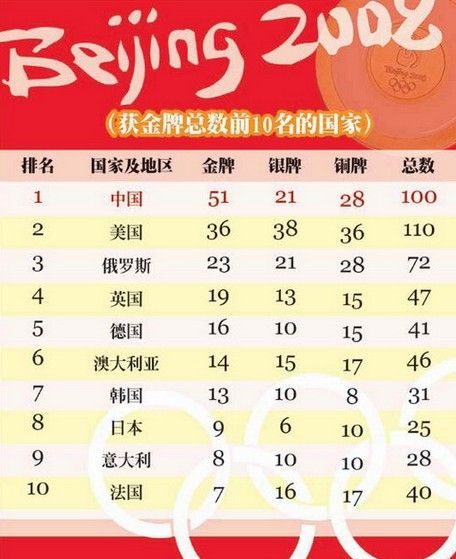 Beijing 2008
Beijing 2008
(获金牌总数前10名的国家)
排名 国家及地区 金牌 银牌 铜牌 总数
1 中国 51 21 28 100
2 美国 36 38 36 110
3 俄罗斯 23 21 28 72
4 英国 19 13 15 47
5 德国 16 10 15 41
6 澳大利亚 14 15 17 46
7 韩国 13 10 8 31
8 日本 9 6 10 25
9 意大利 8 10 10 28
10 法国 7 16 17 40